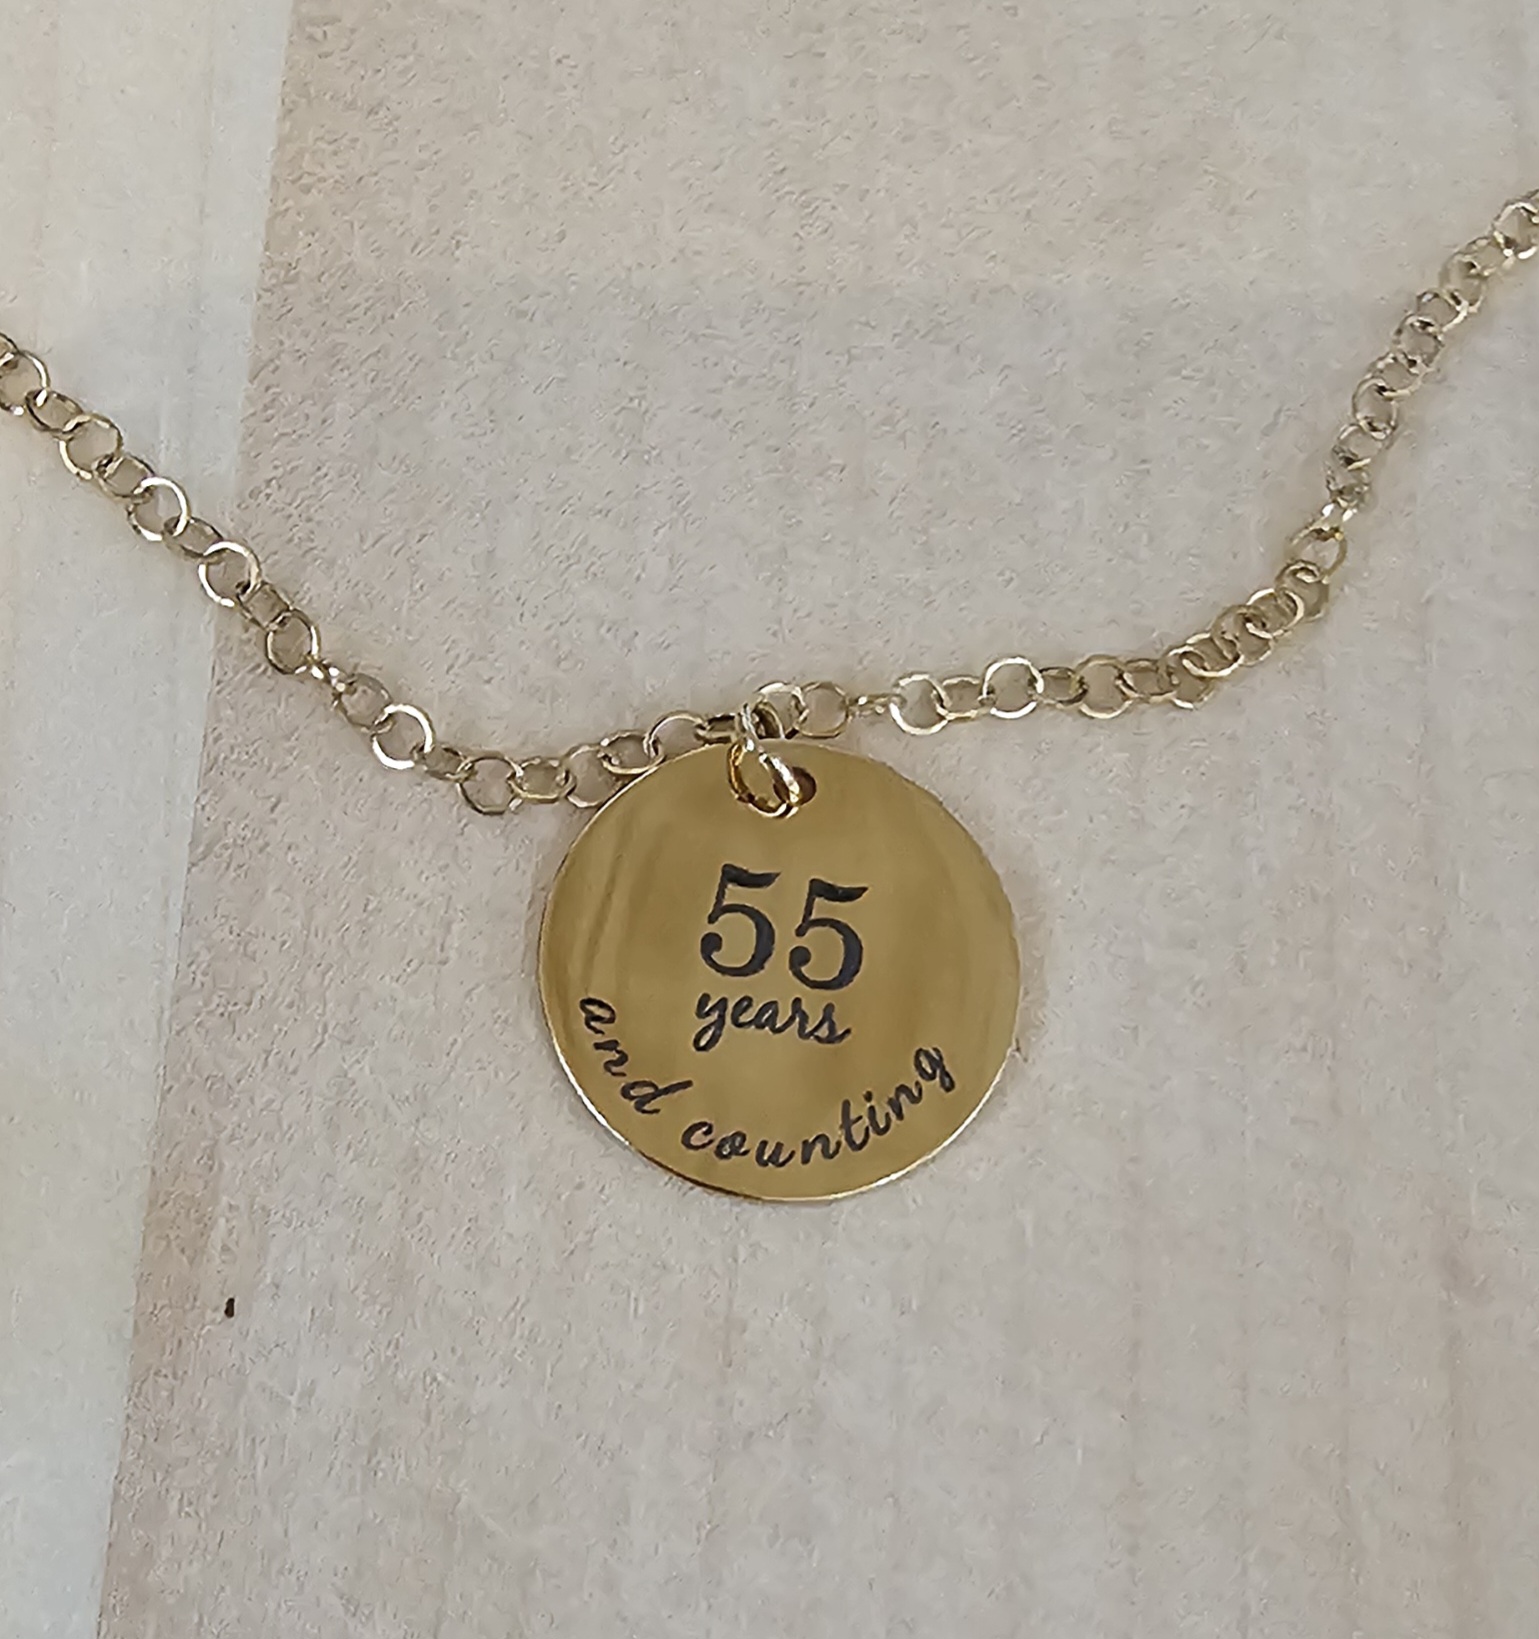 55
years
and counting